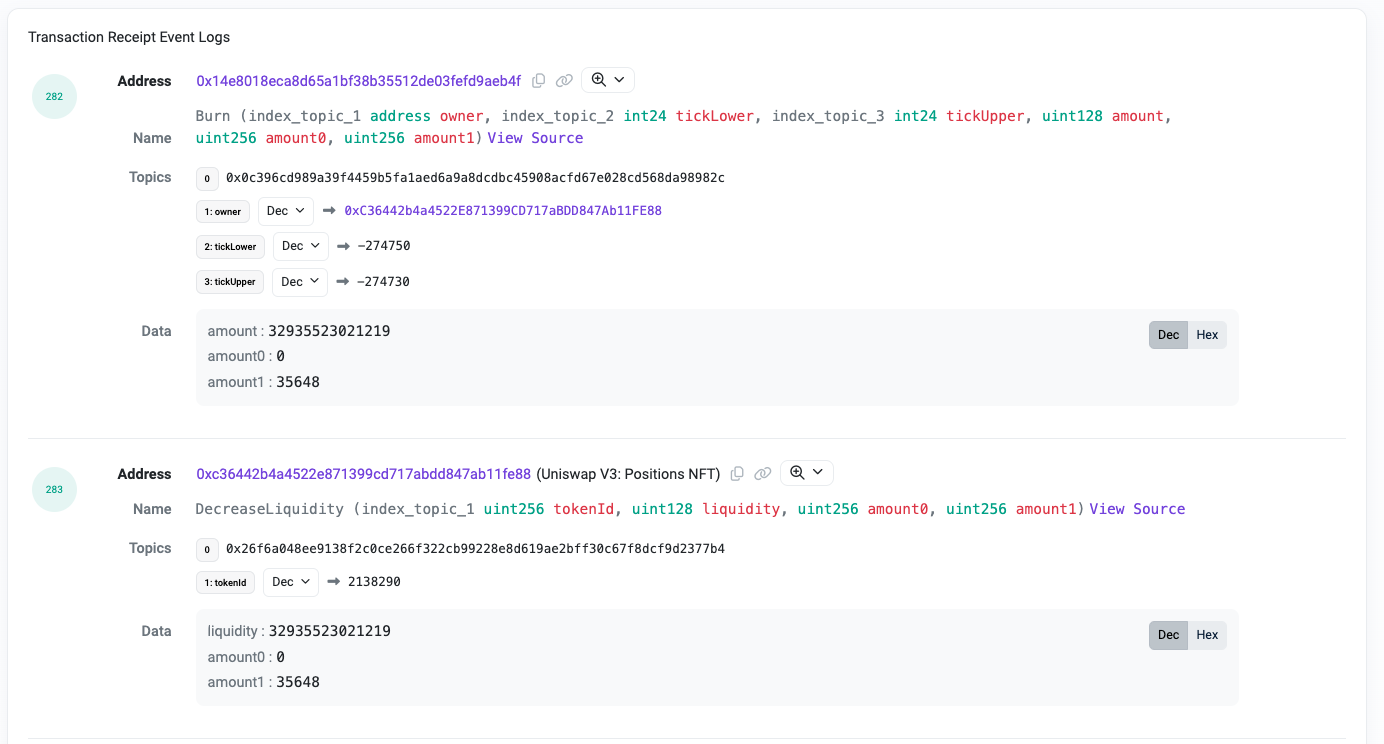 Transaction Receipt Event Logs
282
Address 0x14e8018eca8d65a1bf38b35512de03fefd9aeb4f
Name Burn (index_topic_1 address owner, index_topic_2 int24 tickLower, index_topic_3 int24 tickUpper, uint128 amount,
uint256 amount0, uint256 amount1) View Source
Topics 0 0x0c396cd989a39f4459b5fa1aed6a9a8dcdbc45908acfd67e028cd568da98982c
1: owner Dec 0xC36442b4a4522E871399CD717aBDD847Ab11FE88
2: tickLower Dec -274750
3: tickUpper Dec -274730
Data amount : 32935523021219 Dec Hex
amount0 : 0
amount1 : 35648
283
Address 0xc36442b4a4522e871399cd717abdd847ab11fe88 (Uniswap V3: Positions NFT)
Name DecreaseLiquidity (index_topic_1 uint256 tokenId, uint128 liquidity, uint256 amount0, uint256 amount1) View Source
Topics 0 0x26f6a048ee9138f2c0ce266f322cb99228e8d619ae2bff30c67f8dcf9d2377b4
1: tokenId Dec 2138290
Data liquidity : 32935523021219 Dec Hex
amount0 : 0
amount1 : 35648